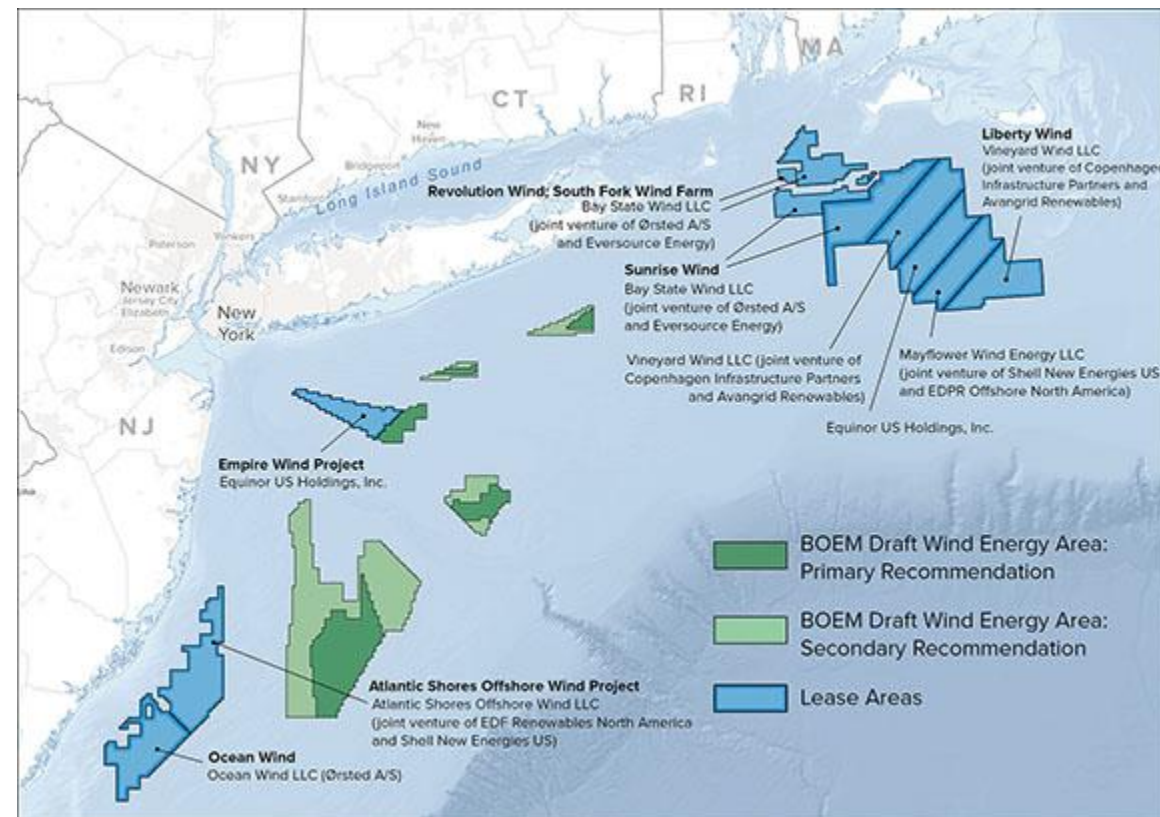 MA
CT
RI
New
Haven
Bridgeport
NY
Stamford
Long Island Sound
Paterson
Yonkers
Newark
Jersey City
Elizabeth
New
York
Edison
NJ
Liberty Wind
Vineyard Wind LLC
(joint venture of Copenhagen
Infrastructure Partners and
Avangrid Renewables)
Revolution Wind; South Fork Wind Farm
Bay State Wind LLC
(joint venture of Ørsted A/S
and Eversource Energy)
Sunrise Wind
Bay State Wind LLC
(joint venture of Ørsted A/S
and Eversource Energy)
Vineyard Wind LLC (joint venture of
Copenhagen Infrastructure Partners
and Avangrid Renewables)
Mayflower Wind Energy LLC
(joint venture of Shell New Energies US
and EDPR Offshore North America)
Equinor US Holdings, Inc.
Empire Wind Project
Equinor US Holdings, Inc.
BOEM Draft Wind Energy Area:
Primary Recommendation
BOEM Draft Wind Energy Area:
Secondary Recommendation
Lease Areas
Atlantic Shores Offshore Wind Project
Atlantic Shores Offshore Wind LLC
(joint venture of EDF Renewables North America
and Shell New Energies US)
Ocean Wind
Ocean Wind LLC (Ørsted A/S)